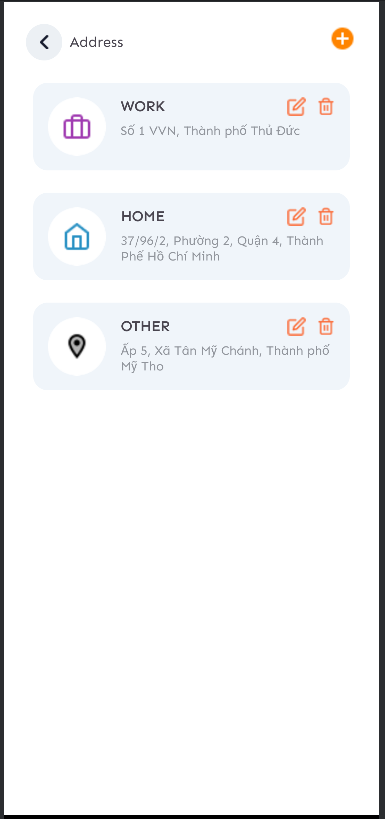 Address
WORK
Số 1 VVN, Thành phố Thủ Đức
HOME
37/96/2, Phường 2, Quận 4, Thành
Phế Hồ Chí Minh
OTHER
Ấp 5, Xã Tân Mỹ Chánh, Thành phố
Mỹ Tho